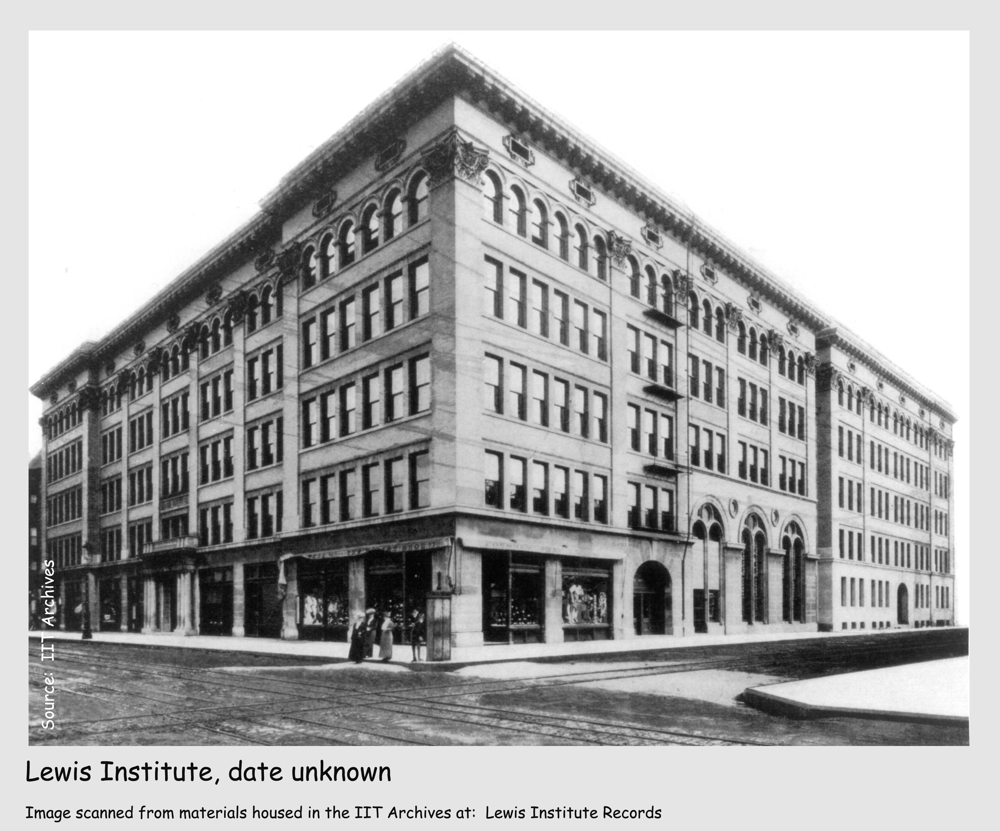 Source: IIT Archives
Lewis Institute, date unknown
Image scanned from materials housed in the IIT Archives at: Lewis Institute Records